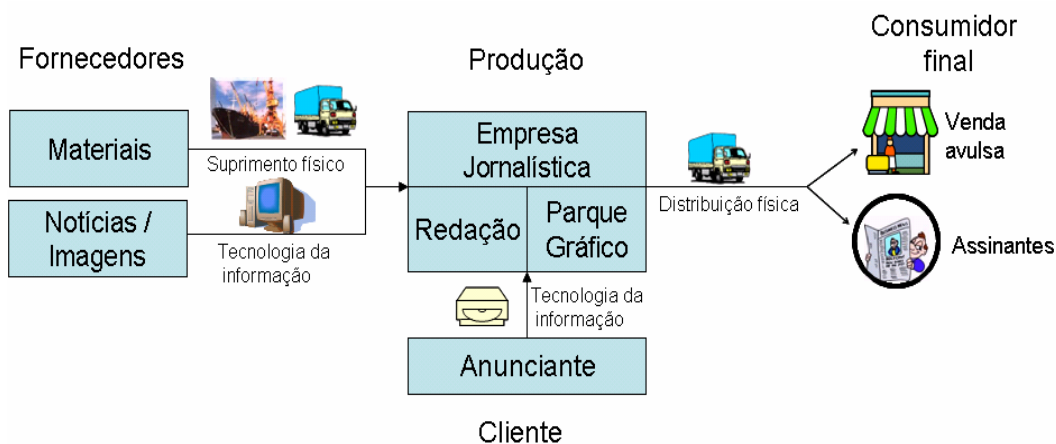 Fornecedores
Produção
Consumidor
final
Materiais
Suprimento físico
Notícias /
Imagens
Tecnologia da
informação
Empresa
Jornalística
Redação
Parque
Gráfico
Distribuição física
Venda
avulsa
Assinantes
Tecnologia da
informação
Anunciante
Cliente